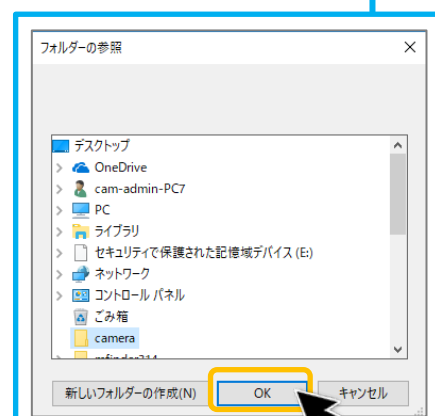 フォルダーの参照
デスクトップ
OneDrive
cam-admin-PC7
PC
ライブラリ
セキュリティで保護された記憶域デバイス (E:)
ネットワーク
コントロール パネル
ごみ箱
camera
新しいフォルダーの作成(N)
OK
キャンセル